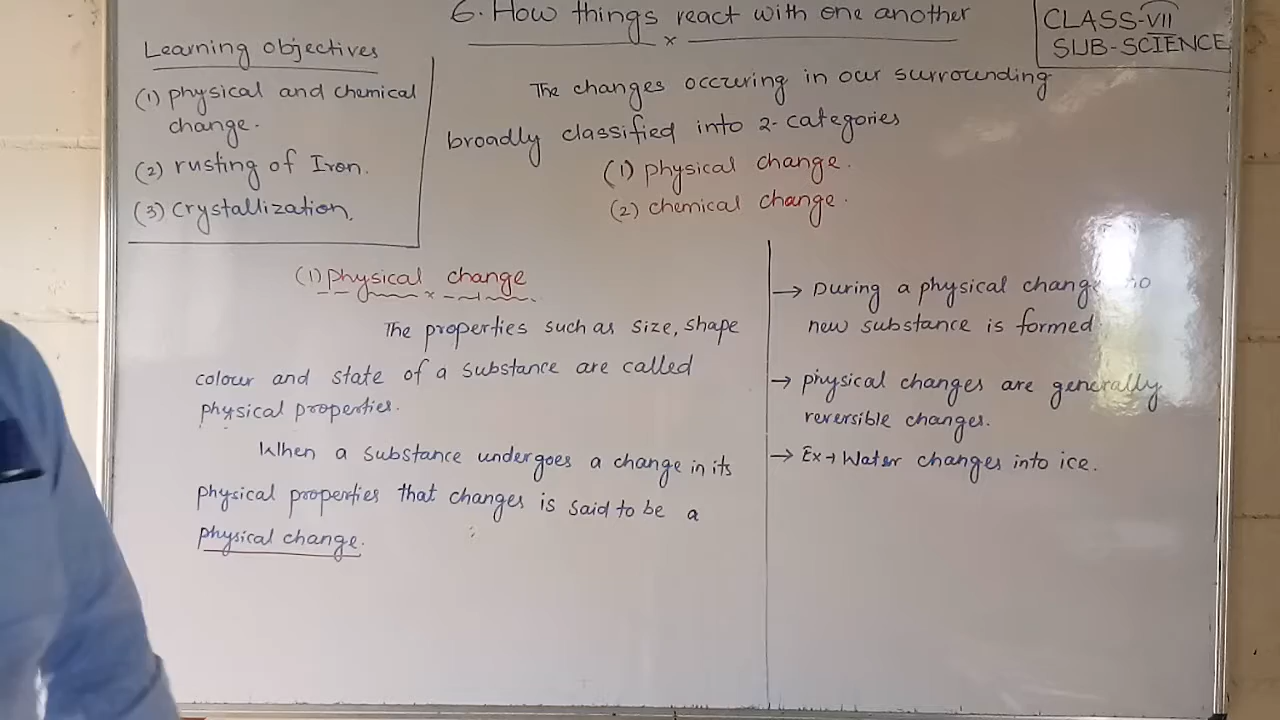 6. How things react with one another
CLASS-VII
SUB-SCIENCE
Learning objectives
(1) physical and chemical
change.
(2) rusting of Iron.
(3) Crystallization.
The changes occuring in our surrounding
broadly classified into 2-categories
(1) physical change.
(2) chemical change.
(1) physical change
The properties such as size, shape
colour and state of a substance are called
physical properties.
When a substance undergoes a change in its
physical properties that changes is said to be a
physical change.
→ During a physical change no
new substance is formed.
→ physical changes are generally
reversible changes.
→ Ex→ Water changes into ice.